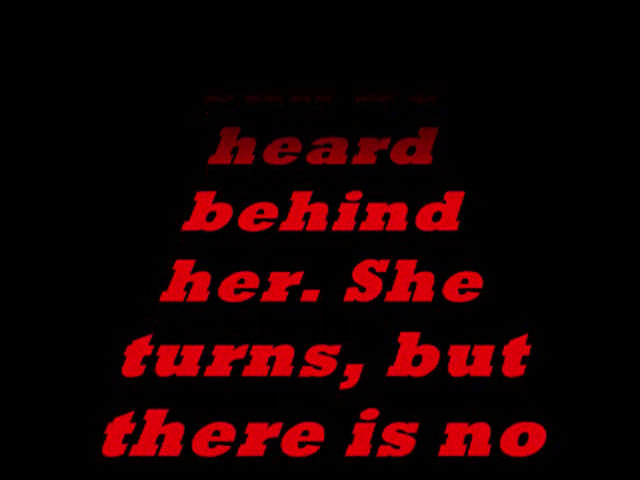 heard
behind
her. She
turns, but
there is no